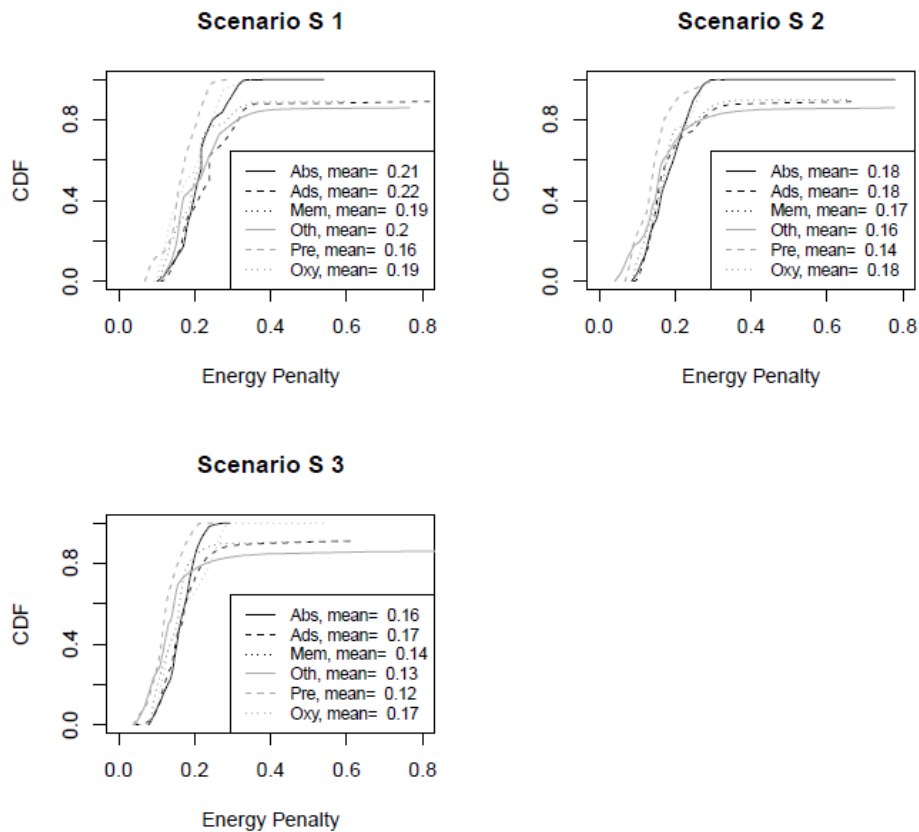 Scenario S 1
CDF
0.0 0.4 0.8
Abs, mean= 0.21
Ads, mean= 0.22
Mem, mean= 0.19
Oth, mean= 0.2
Pre, mean= 0.16
Oxy, mean= 0.19
0.0 0.2 0.4 0.6 0.8
Energy Penalty
Scenario S 2
CDF
0.0 0.4 0.8
Abs, mean= 0.18
Ads, mean= 0.18
Mem, mean= 0.17
Oth, mean= 0.16
Pre, mean= 0.14
Oxy, mean= 0.18
0.0 0.2 0.4 0.6 0.8
Energy Penalty
Scenario S 3
CDF
0.0 0.4 0.8
Abs, mean= 0.16
Ads, mean= 0.17
Mem, mean= 0.14
Oth, mean= 0.13
Pre, mean= 0.12
Oxy, mean= 0.17
0.0 0.2 0.4 0.6 0.8
Energy Penalty